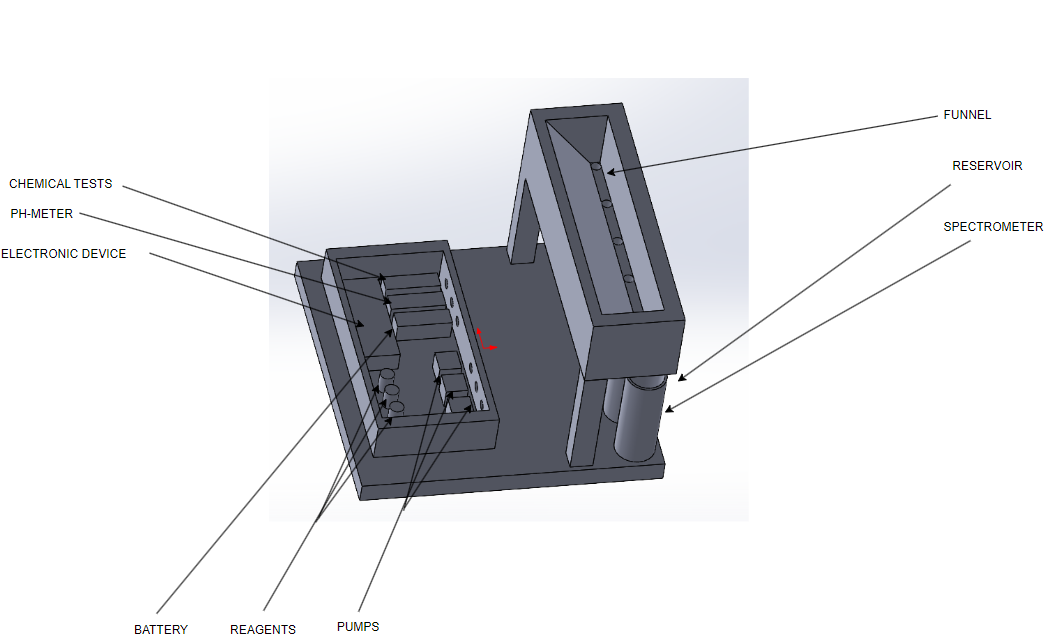 FUNNEL
RESERVOIR
CHEMICAL TESTS
PH-METER
SPECTROMETER
ELECTRONIC DEVICE
BATTERY
REAGENTS
PUMPS